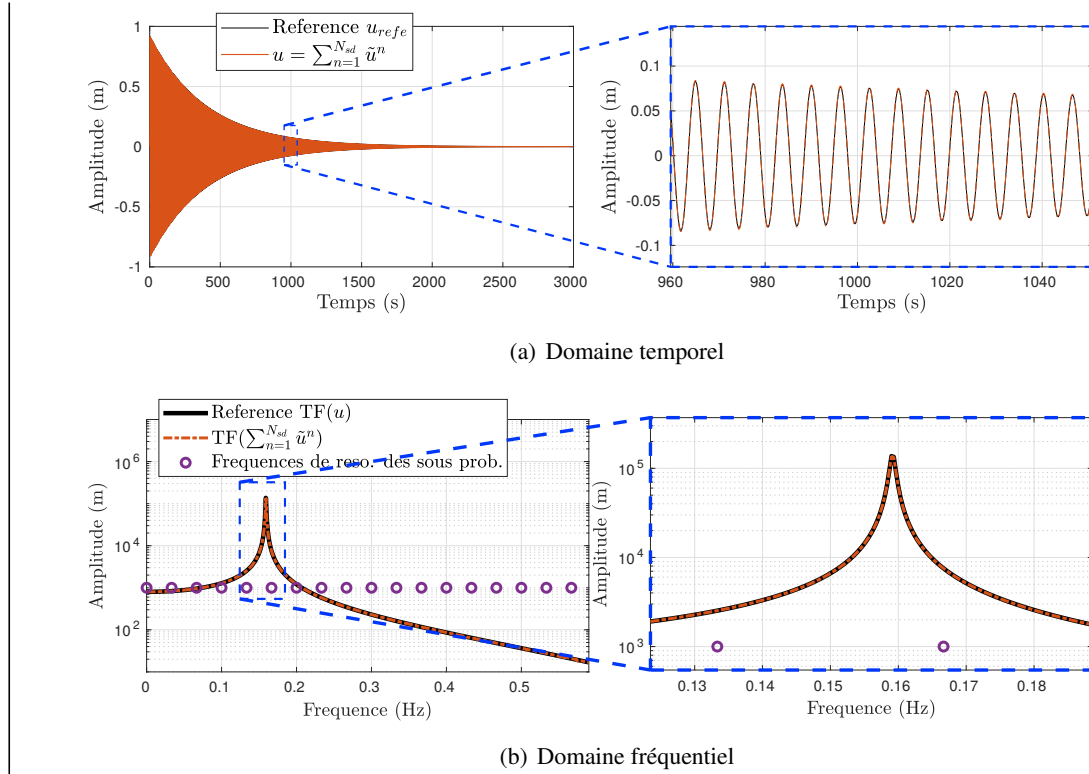 Reference $u_{refe}$
$u = \sum_{n=1}^{N_{sd}} \tilde{u}^n$
Amplitude (m)
1
0.5
0
-0.5
-1
0 500 1000 1500 2000 2500 3000
Temps (s)
Amplitude (m)
0.1
0.05
0
-0.05
-0.1
960 980 1000 1020 1040
Temps (s)
(a) Domaine temporel
Reference TF($u$)
TF($\sum_{n=1}^{N_{sd}} \tilde{u}^n$)
Frequences de reso. des sous prob.
Amplitude (m)
10^6
10^4
10^2
0 0.1 0.2 0.3 0.4 0.5
Frequence (Hz)
Amplitude (m)
10^5
10^4
10^3
0.13 0.14 0.15 0.16 0.17 0.18
Frequence (Hz)
(b) Domaine fréquentiel